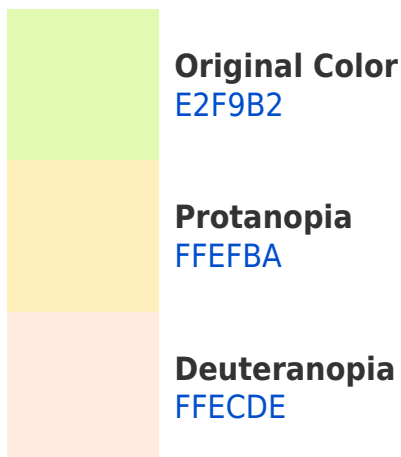 Original Color
E2F9B2
Protanopia
FFEFBA
Deuteranopia
FFECDE